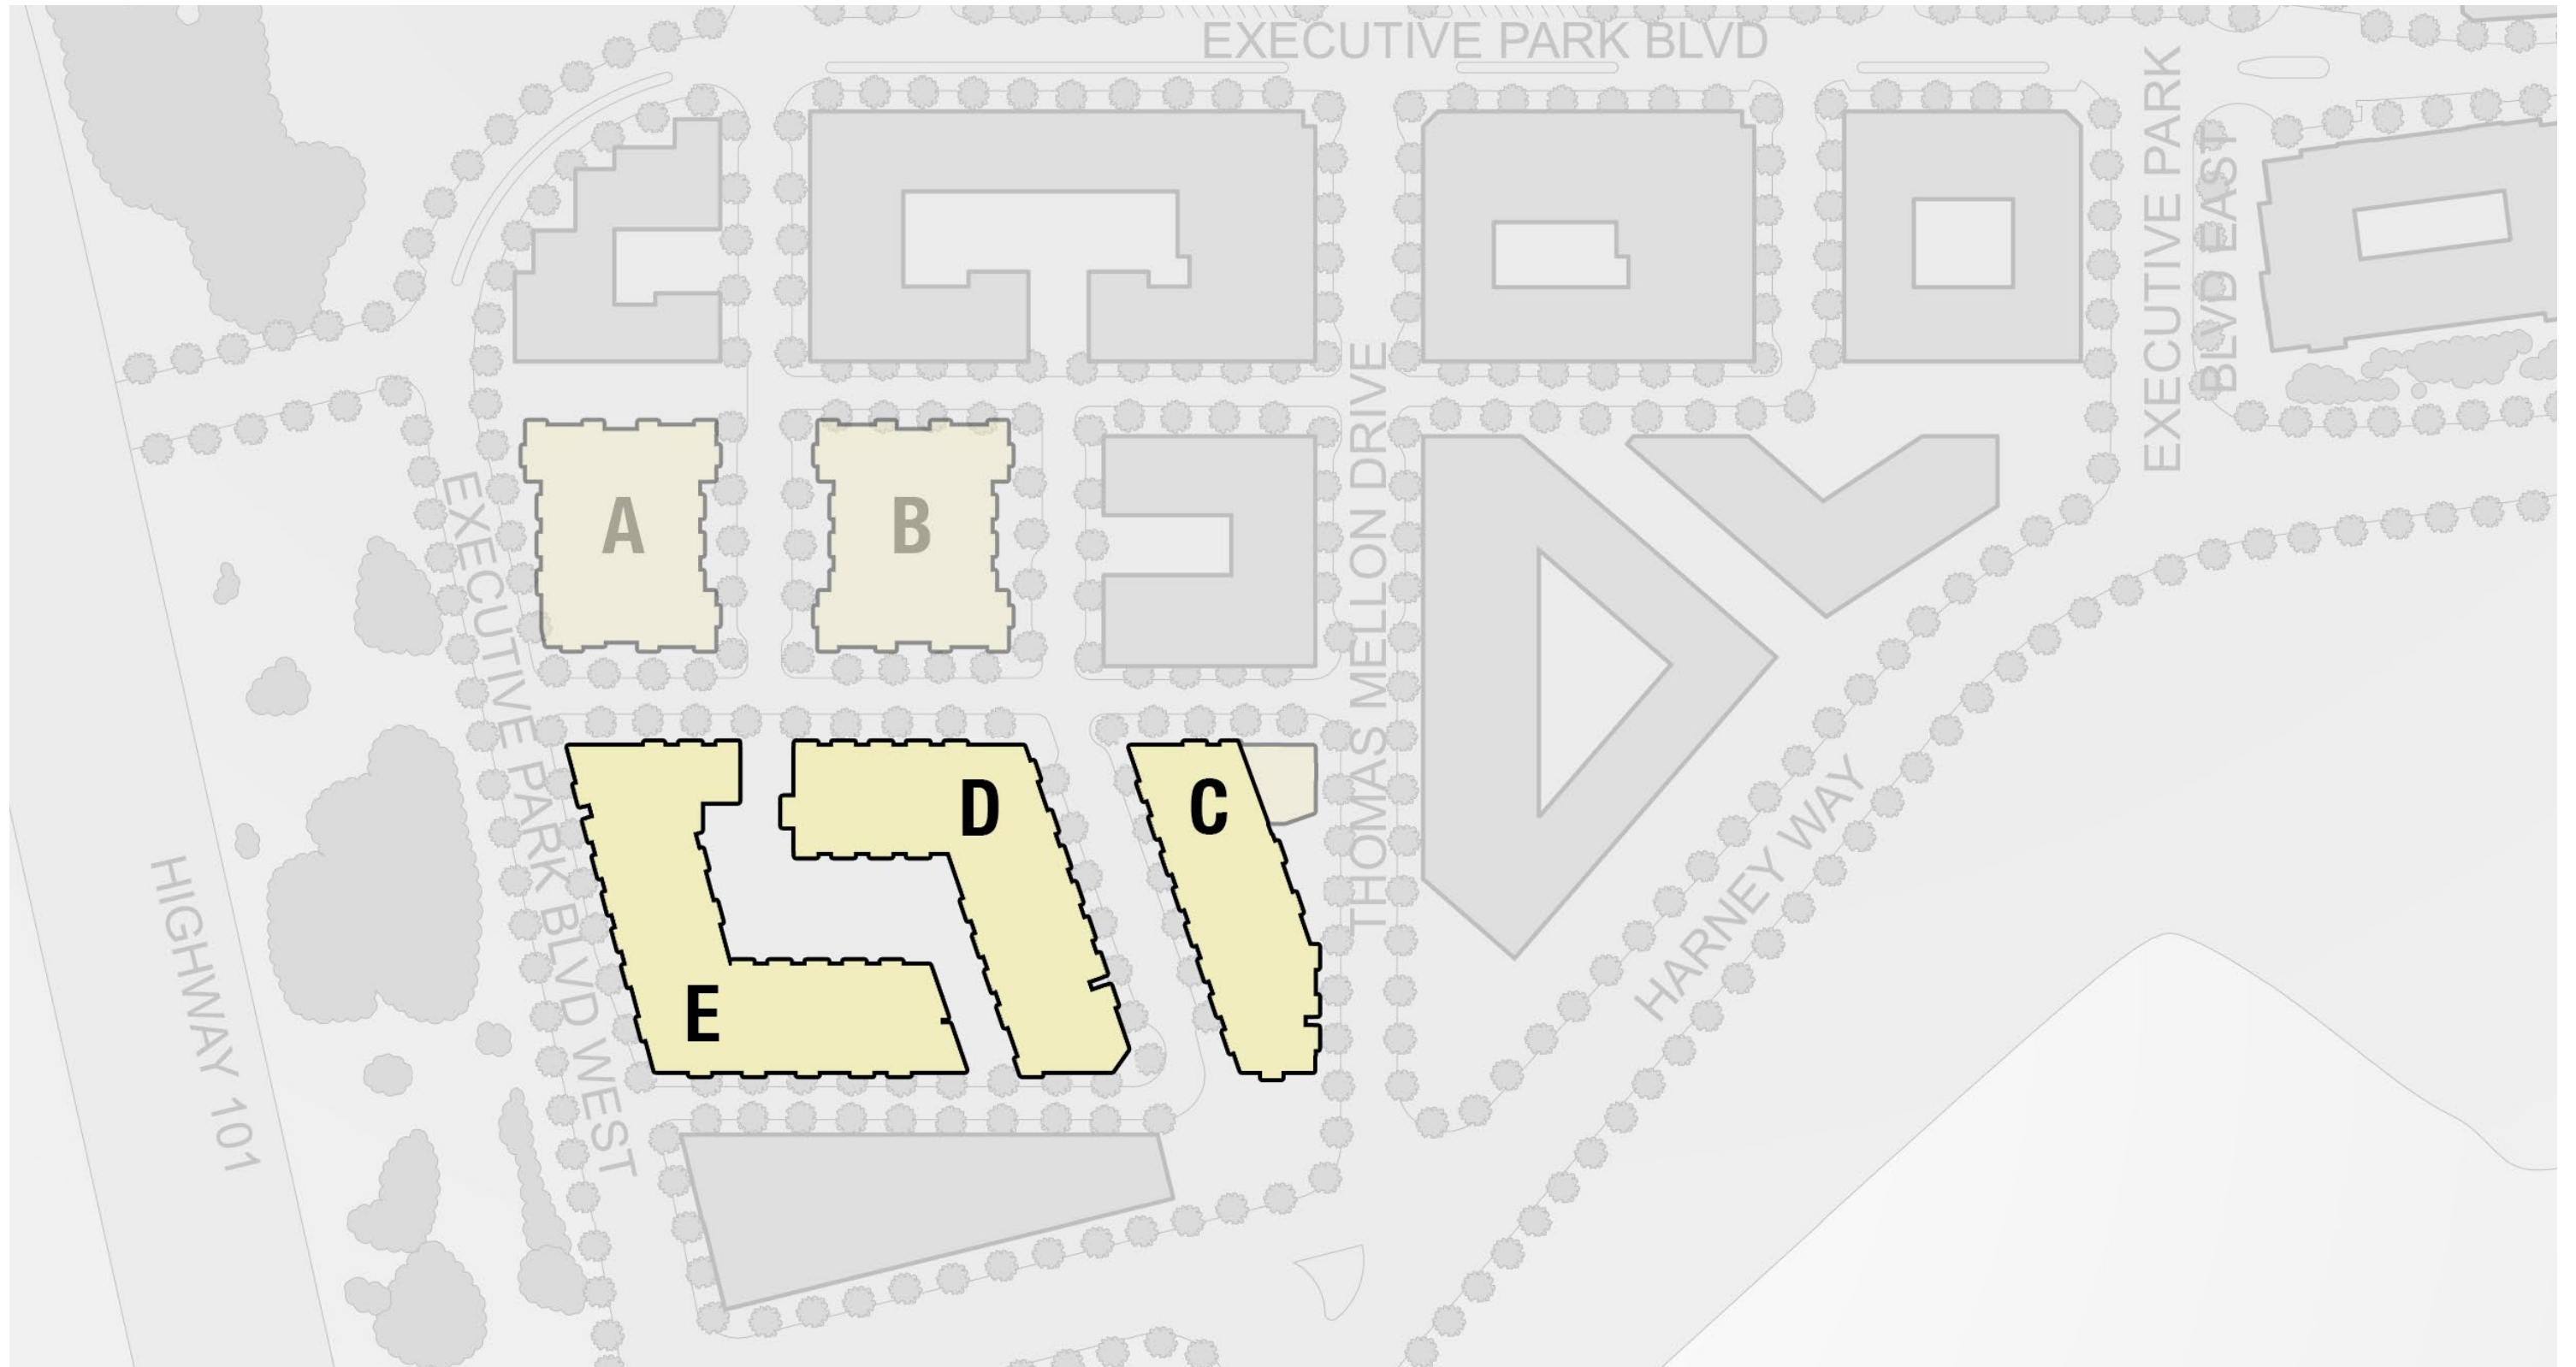 EXECUTIVE PARK BLVD
EXECUTIVE PARK
BLVD EAST
A
B
THOMAS MELLON DRIVE
EXECUTIVE PARK BLVD WEST
D
C
E
HARNEY WAY
HIGHWAY 101